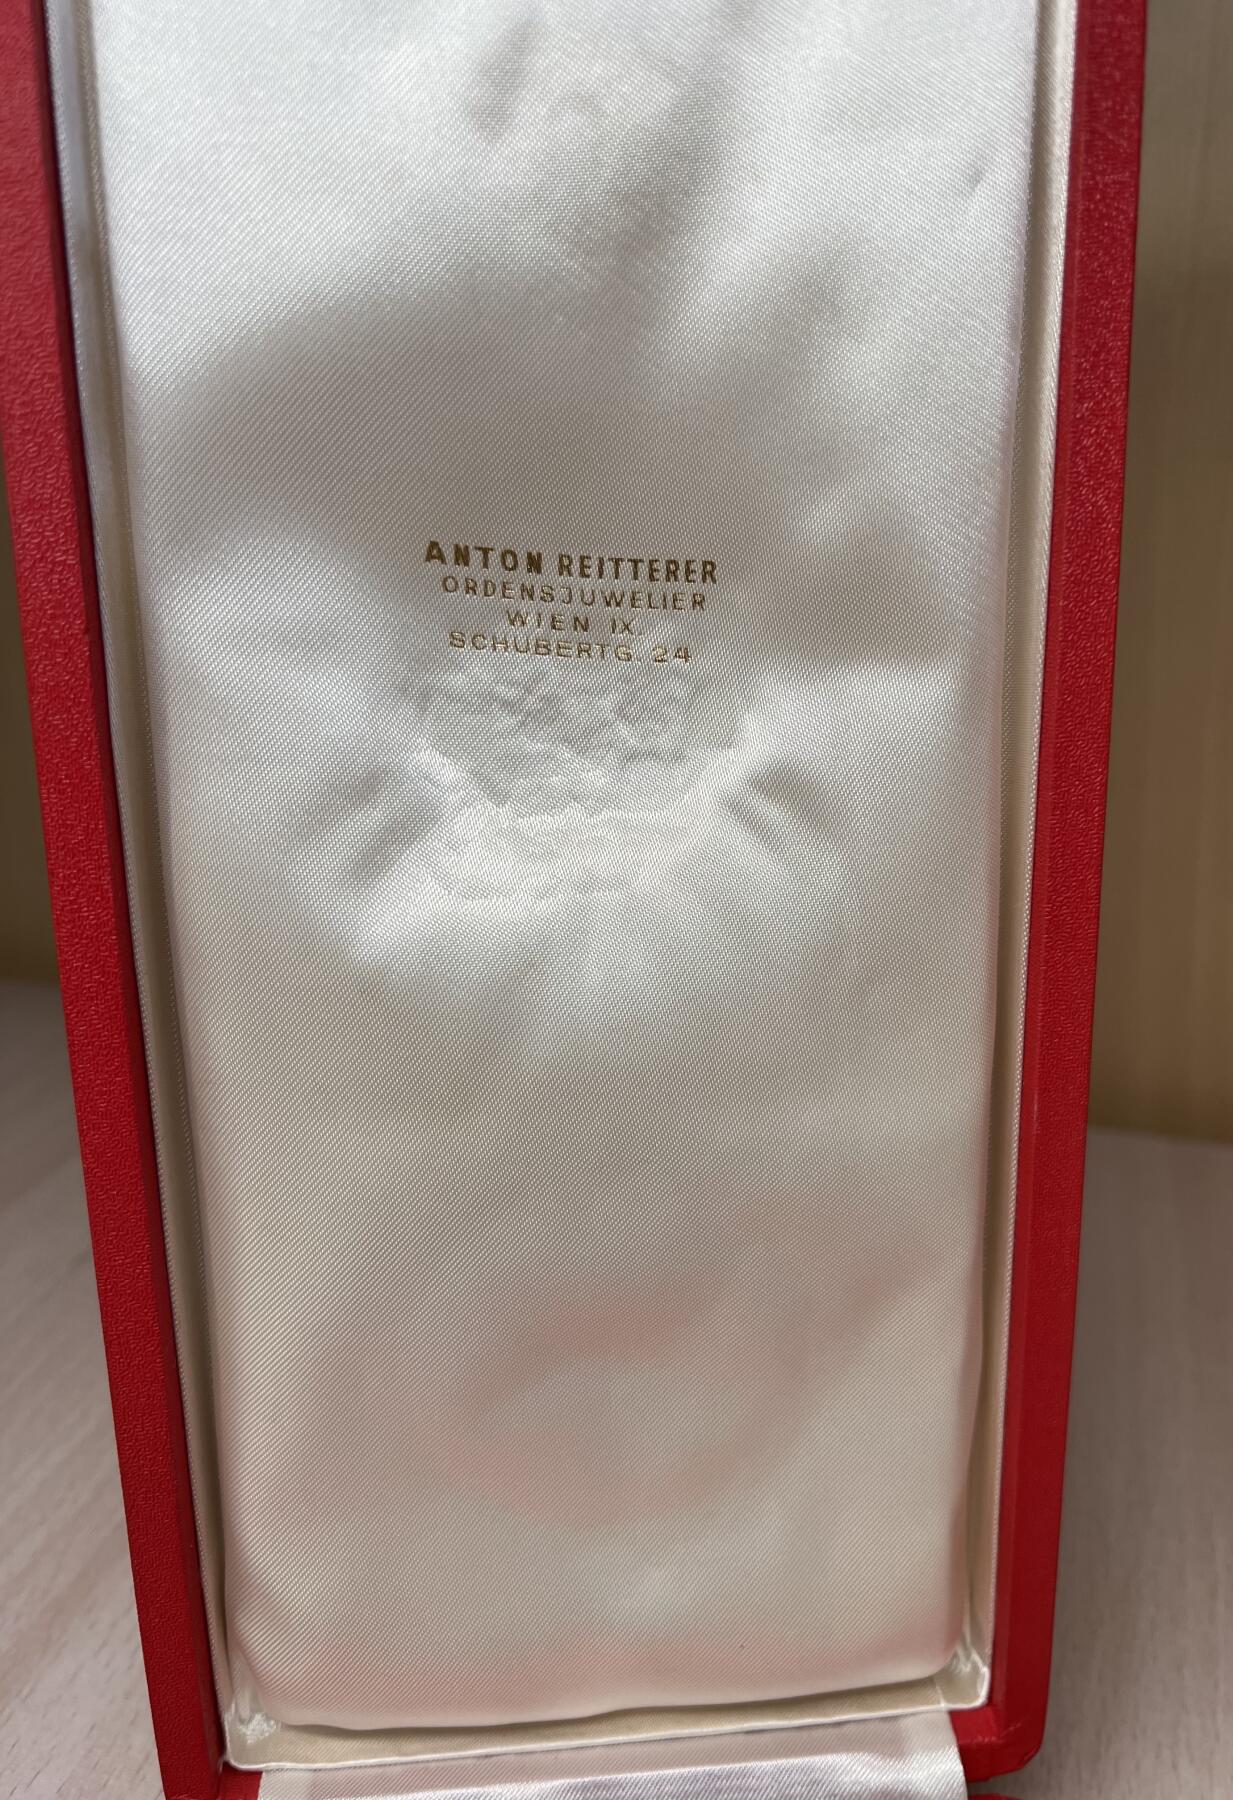 ANTON REITTERER
ORDENSJUWELIER
WIEN IX.
SCHUBERTG. 24